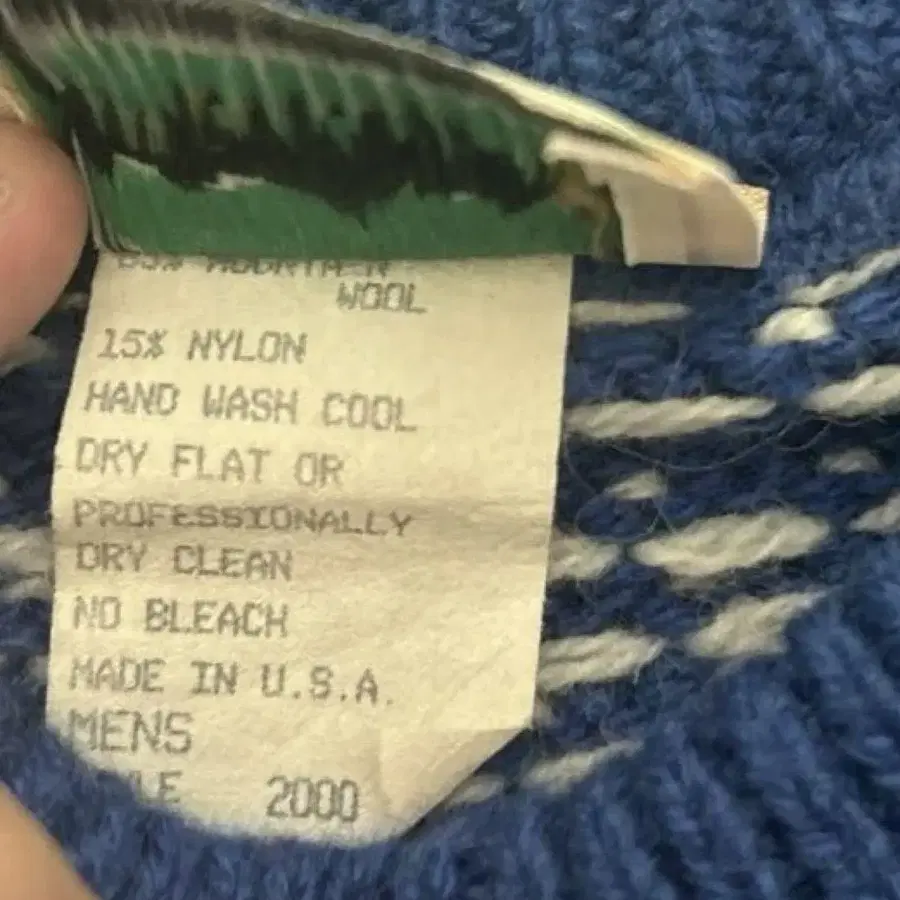 WOOL
15% NYLON
HAND WASH COOL
DRY FLAT OR
PROFESSIONALLY
DRY CLEAN
NO BLEACH
MADE IN U.S.A.
MENS
2000